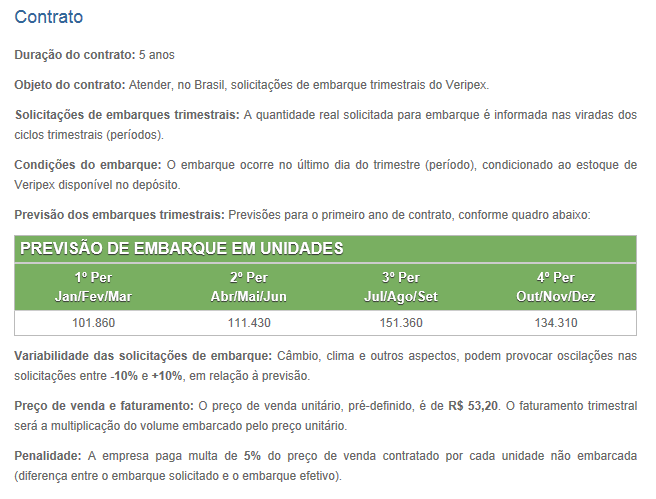 Contrato
Duração do contrato: 5 anos
Objeto do contrato: Atender, no Brasil, solicitações de embarque trimestrais do Veripex.
Solicitações de embarques trimestrais: A quantidade real solicitada para embarque é informada nas viradas dos
ciclos trimestrais (períodos).
Condições do embarque: O embarque ocorre no último dia do trimestre (período), condicionado ao estoque de
Veripex disponível no depósito.
Previsão dos embarques trimestrais: Previsões para o primeiro ano de contrato, conforme quadro abaixo:
PREVISÃO DE EMBARQUE EM UNIDADES
1º Per 2º Per 3º Per 4º Per
Jan/Fev/Mar Abr/Mai/Jun Jul/Ago/Set Out/Nov/Dez
101.860 111.430 151.360 134.310
Variabilidade das solicitações de embarque: Câmbio, clima e outros aspectos, podem provocar oscilações nas
solicitações entre -10% e +10%, em relação à previsão.
Preço de venda e faturamento: O preço de venda unitário, pré-definido, é de R$ 53,20. O faturamento trimestral
será a multiplicação do volume embarcado pelo preço unitário.
Penalidade: A empresa paga multa de 5% do preço de venda contratado por cada unidade não embarcada
(diferença entre o embarque solicitado e o embarque efetivo).